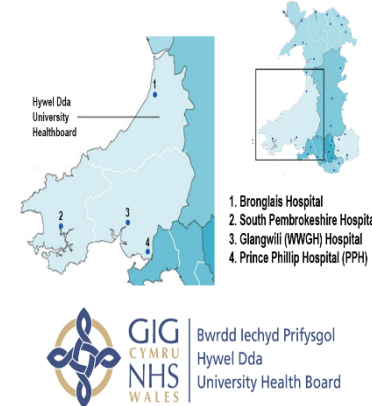 1
Hywel Dda
University
Healthboard
2
3
4
1. Bronglais Hospital
2. South Pembrokeshire Hospita
3. Glangwili (WWGH) Hospital
4. Prince Phillip Hospital (PPH)
GIG
CYMRU
NHS
WALES
Bwrdd Iechyd Prifysgol
Hywel Dda
University Health Board